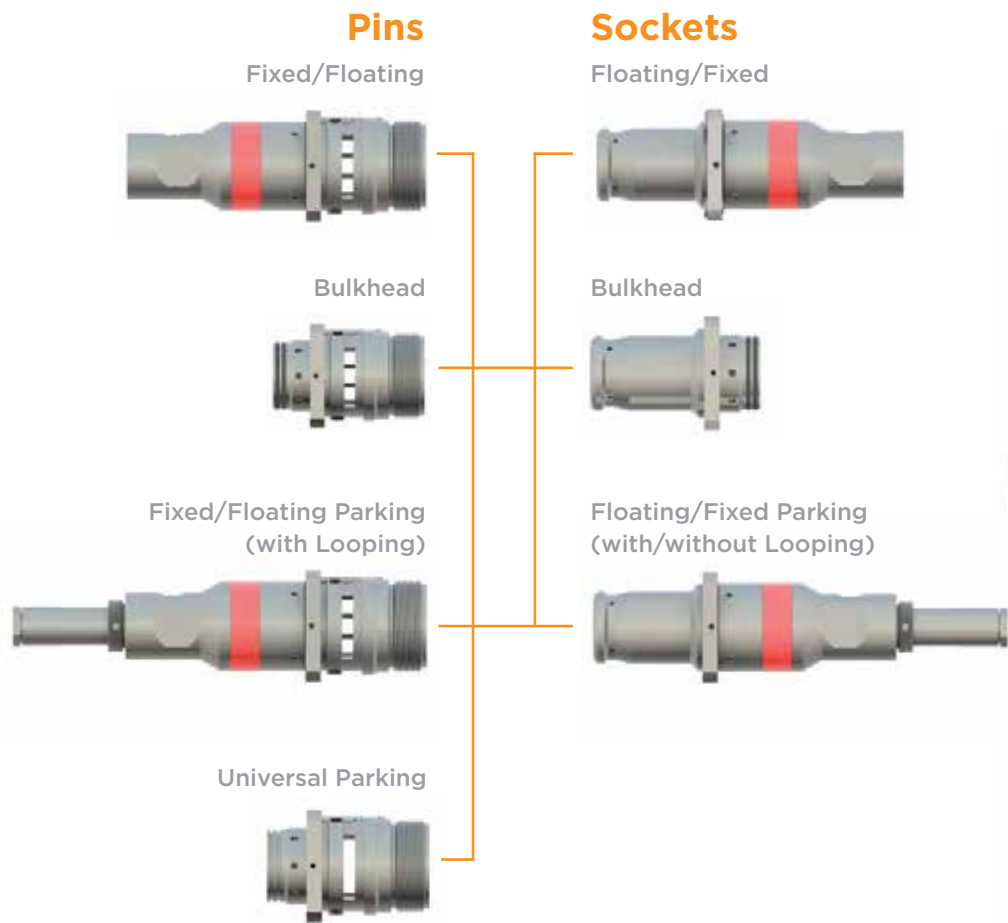 Pins
Sockets
Fixed/Floating
Floating/Fixed
Bulkhead
Bulkhead
Fixed/Floating Parking
(with Looping)
Floating/Fixed Parking
(with/without Looping)
Universal Parking